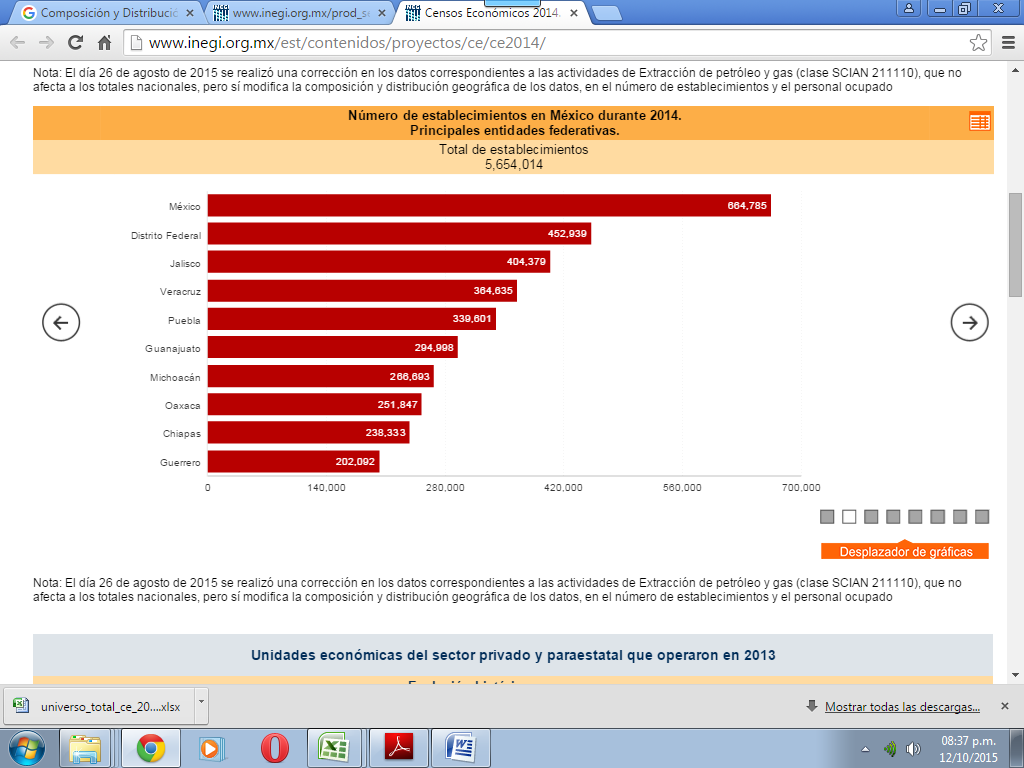 Composición y Distribució
www.inegi.org.mx/prod_se
Censos Económicos 2014.
www.inegi.org.mx/est/contenidos/proyectos/ce/ce2014/
Nota: El día 26 de agosto de 2015 se realizó una corrección en los datos correspondientes a las actividades de Extracción de petróleo y gas (clase SCIAN 211110), que no
afecta a los totales nacionales, pero sí modifica la composición y distribución geográfica de los datos, en el número de establecimientos y el personal ocupado
Número de establecimientos en México durante 2014.
Principales entidades federativas.
Total de establecimientos
5,654,014
México 664,785
Distrito Federal 452,939
Jalisco 404,379
Veracruz 364,635
Puebla 339,601
Guanajuato 294,998
Michoacán 266,693
Oaxaca 251,847
Chiapas 238,333
Guerrero 202,092
0 140,000 280,000 420,000 560,000 700,000
Desplazador de gráficas
Nota: El día 26 de agosto de 2015 se realizó una corrección en los datos correspondientes a las actividades de Extracción de petróleo y gas (clase SCIAN 211110), que no
afecta a los totales nacionales, pero sí modifica la composición y distribución geográfica de los datos, en el número de establecimientos y el personal ocupado
Unidades económicas del sector privado y paraestatal que operaron en 2013
universo_total_ce_20....xlsx
Mostrar todas las descargas...
08:37 p.m.
12/10/2015